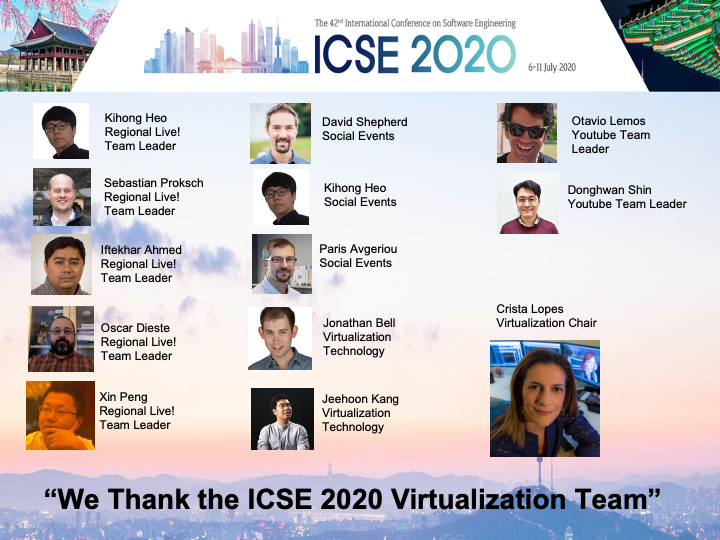 The 42nd International Conference on Software Engineering
ICSE 2020
6-11 July 2020
Kihong Heo
Regional Live!
Team Leader
Sebastian Proksch
Regional Live!
Team Leader
Iftekhar Ahmed
Regional Live!
Team Leader
Oscar Dieste
Regional Live!
Team Leader
Xin Peng
Regional Live!
Team Leader
David Shepherd
Social Events
Kihong Heo
Social Events
Paris Avgeriou
Social Events
Jonathan Bell
Virtualization
Technology
Jeehoon Kang
Virtualization
Technology
Otavio Lemos
Youtube Team
Leader
Donghwan Shin
Youtube Team Leader
Crista Lopes
Virtualization Chair
“We Thank the ICSE 2020 Virtualization Team”